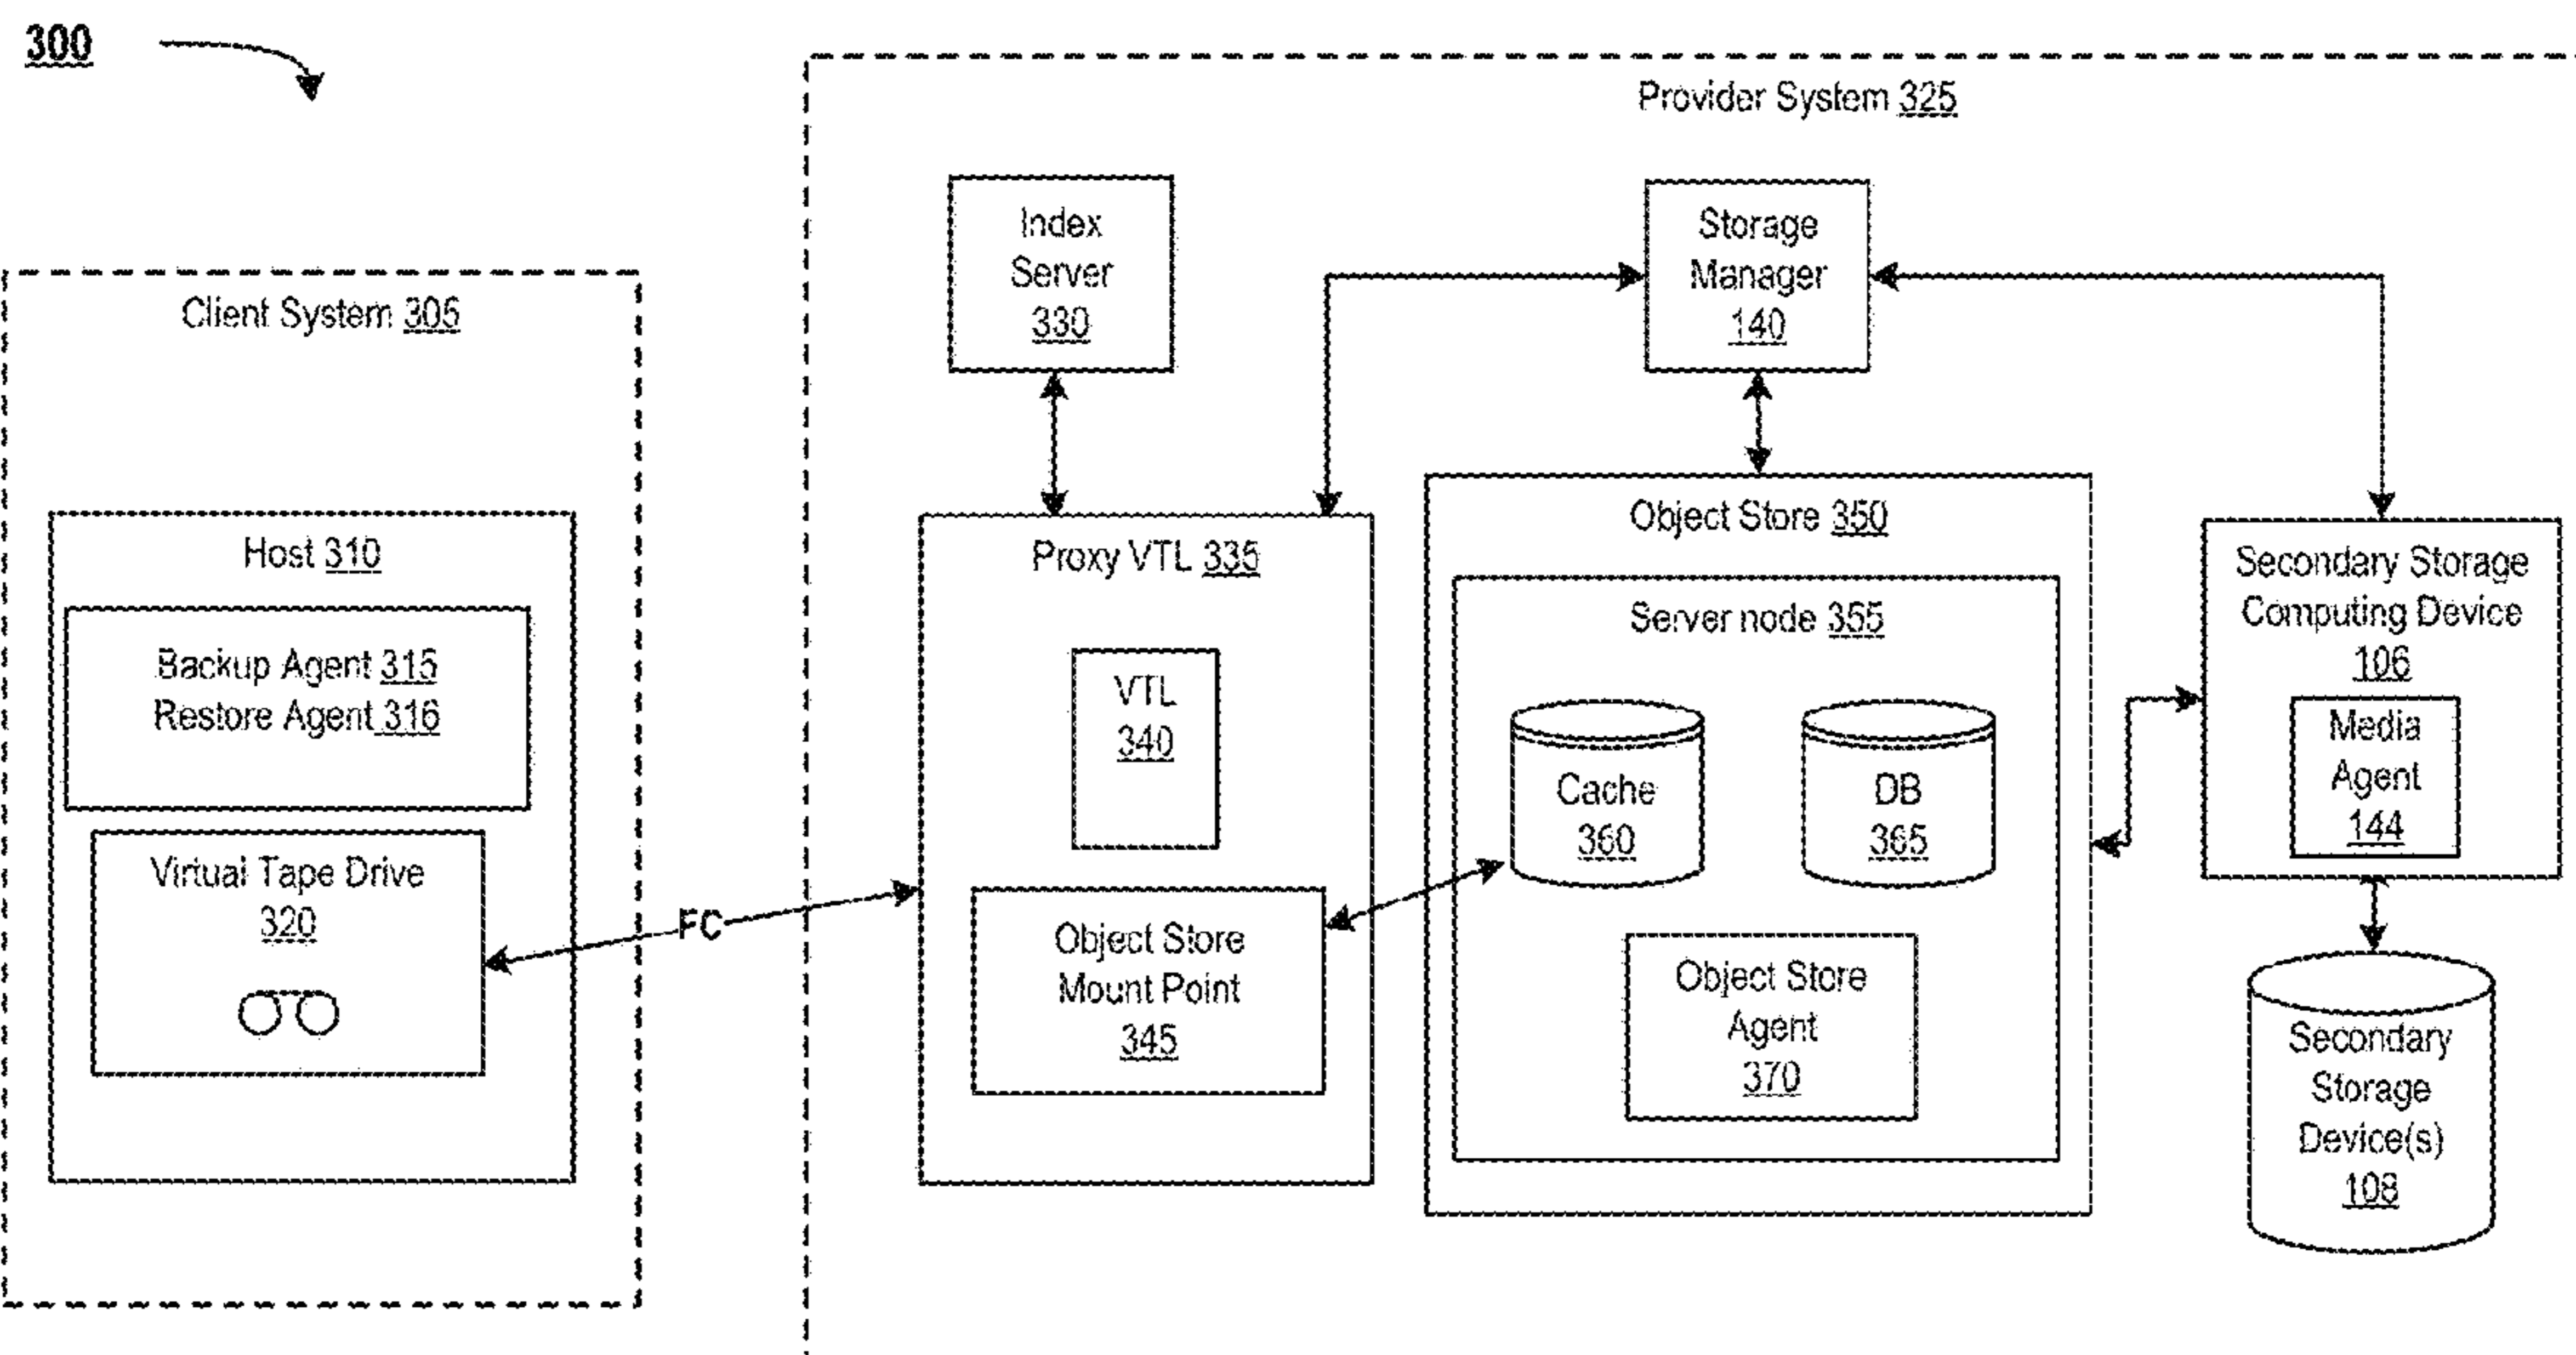 300
Provider System 325
Client System 305
Host 310
Backup Agent 315
Restore Agent 316
Virtual Tape Drive
320
FC
Index
Server
330
Storage
Manager
140
Proxy VTL 335
VTL
340
Object Store
Mount Point
345
Object Store 350
Server node 355
Cache
360
DB
365
Object Store
Agent
370
Secondary Storage
Computing Device
106
Media
Agent
144
Secondary
Storage
Device(s)
108